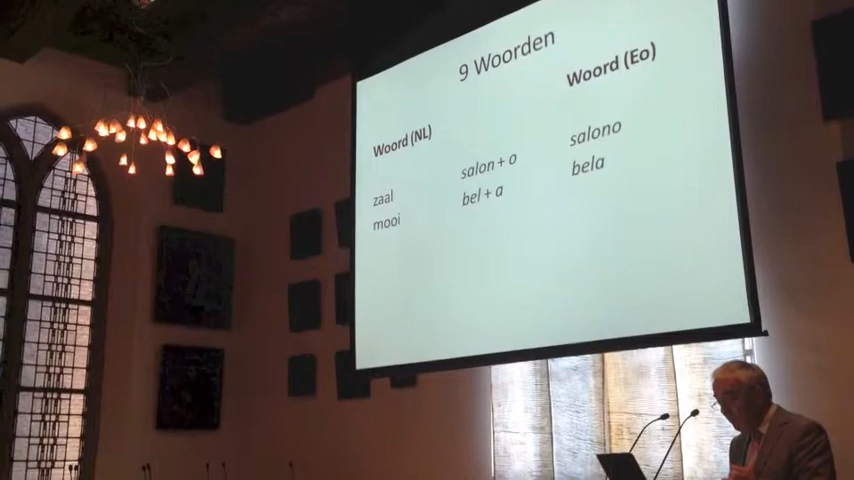 9 Woorden
Woord (NL) Woord (Eo)
zaal salon + o salono
mooi bel + a bela